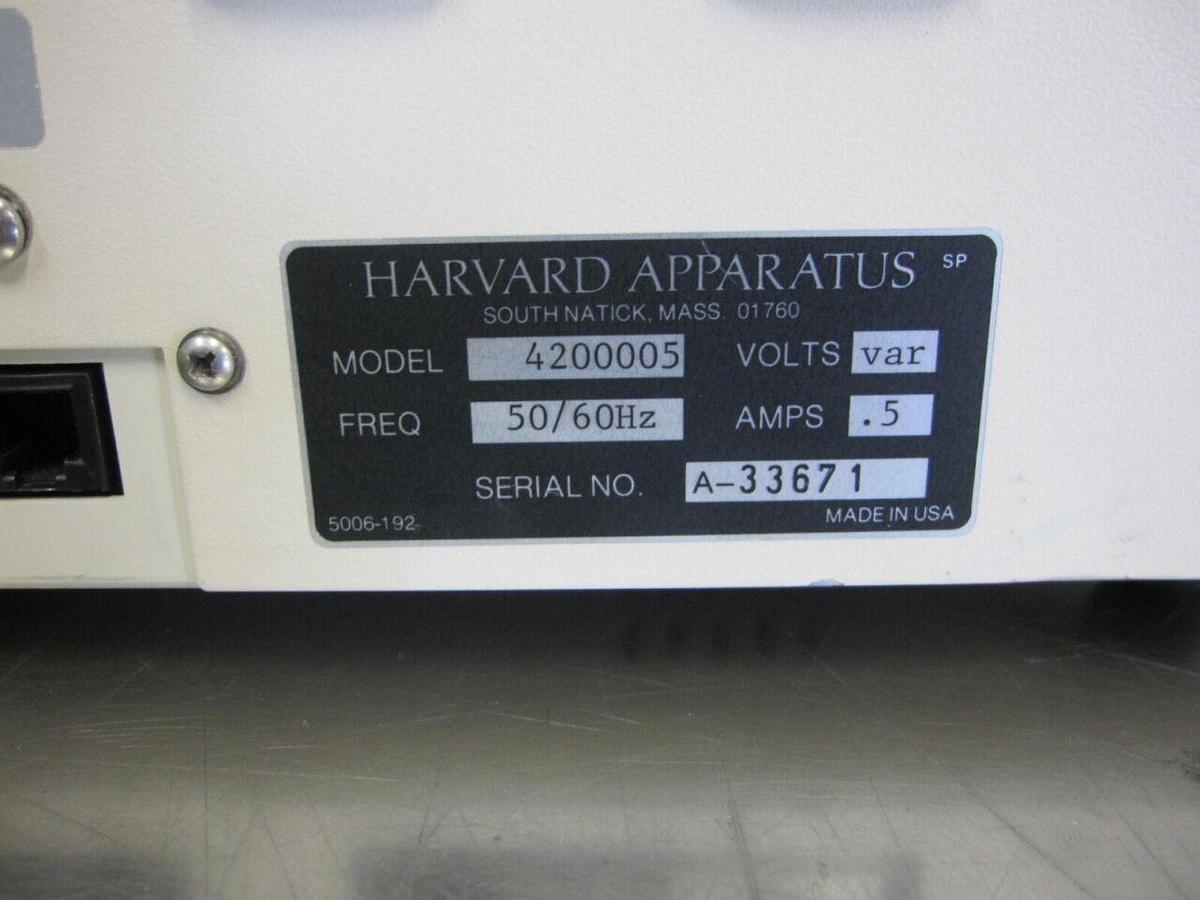 HARVARD APPARATUS SP
SOUTH NATICK, MASS. 01760
MODEL 4200005 VOLTS var
FREQ 50/60Hz AMPS .5
SERIAL NO. A-33671
5006-192 MADE IN USA